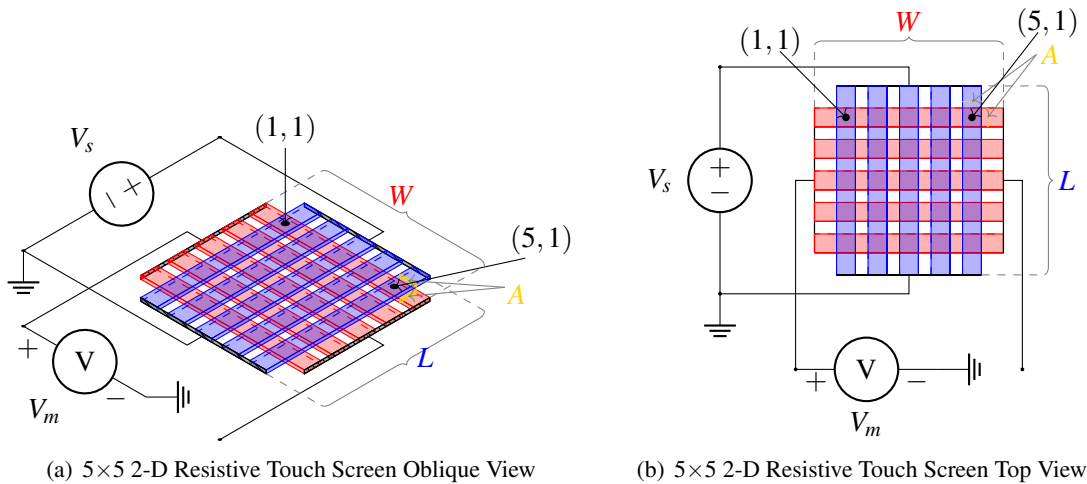 (1, 1)
V_s
W
(5, 1)
A
L
V
V_m
(a) 5×5 2-D Resistive Touch Screen Oblique View
(1, 1)
W
(5, 1)
A
V_s
L
V
V_m
(b) 5×5 2-D Resistive Touch Screen Top View